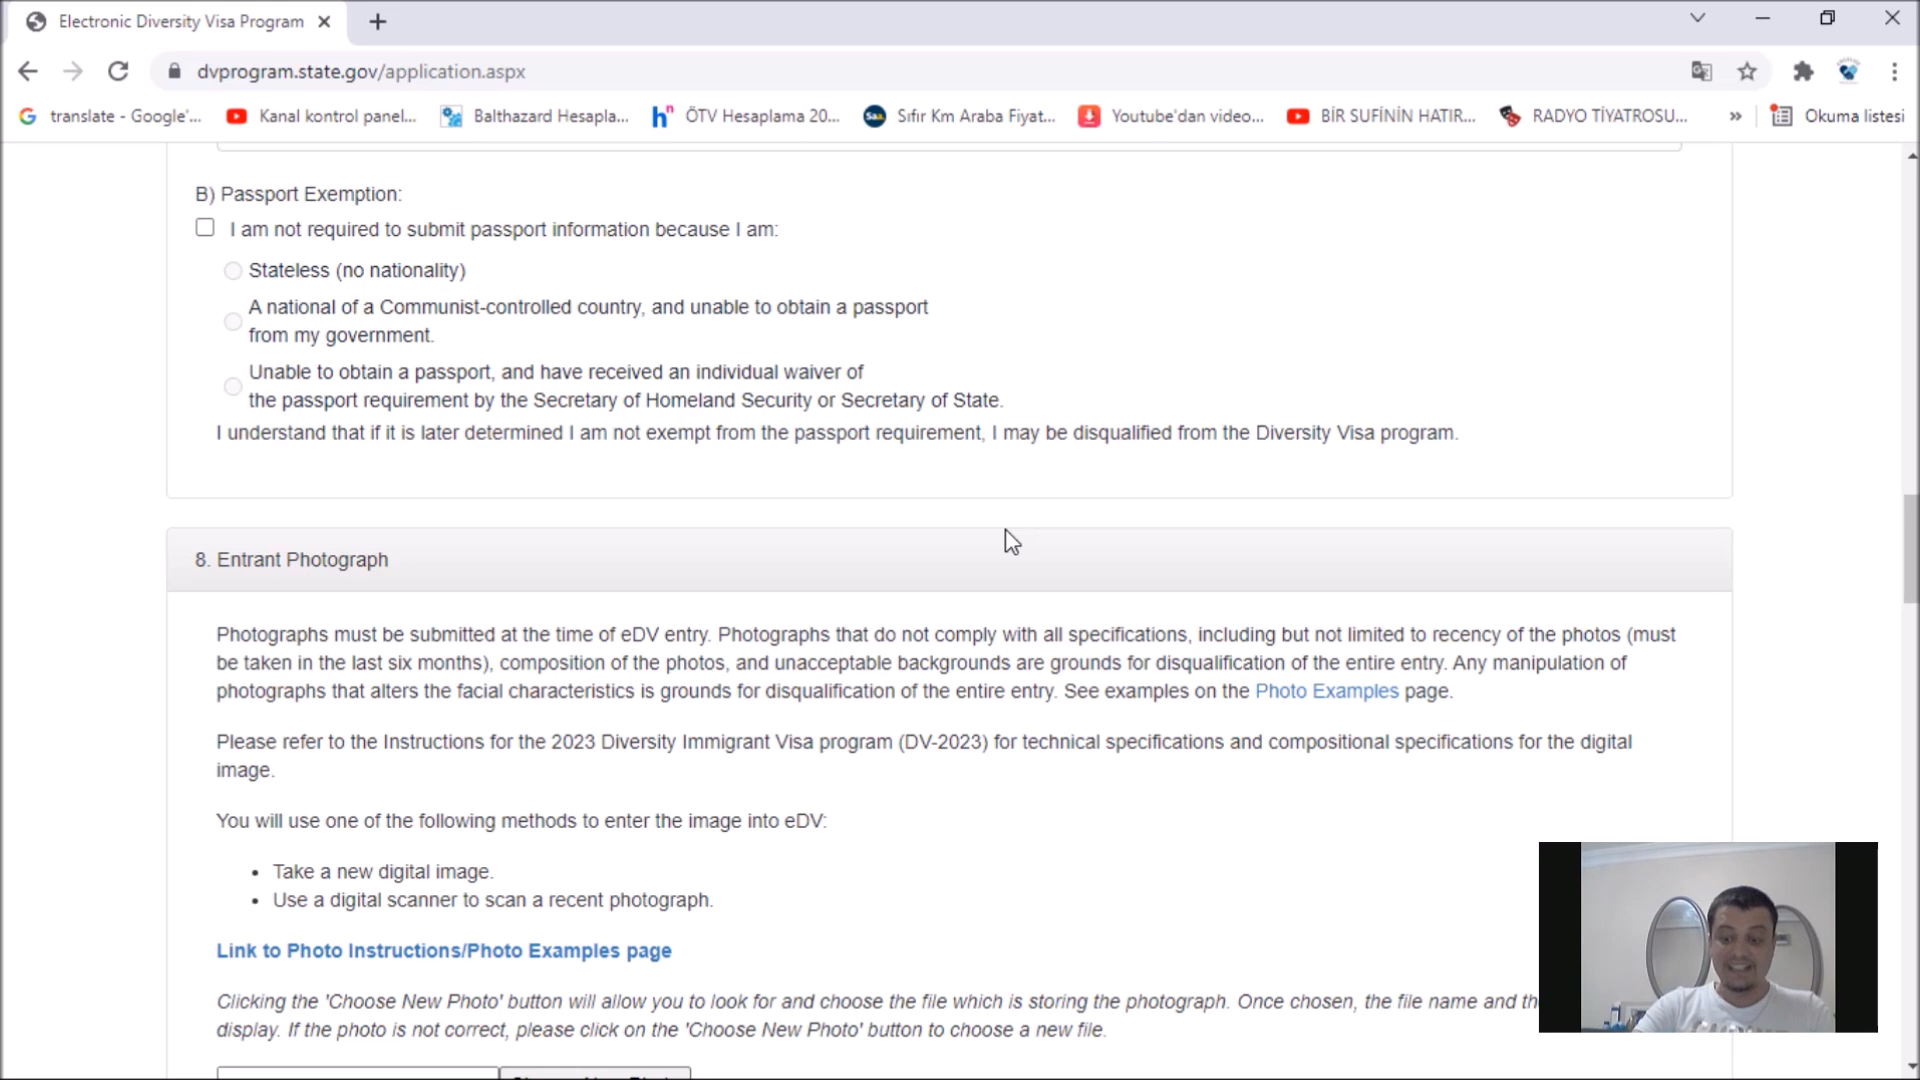 Electronic Diversity Visa Program
dvprogram.state.gov/application.aspx
translate - Google'...
Kanal kontrol panel...
Balthazard Hesapla...
ÖTV Hesaplama 20...
Sıfır Km Araba Fiyat...
Youtube'dan video...
BİR SUFİNİN HATIR...
RADYO TİYATROSU...
»
Okuma listesi
B) Passport Exemption:
I am not required to submit passport information because I am:
Stateless (no nationality)
A national of a Communist-controlled country, and unable to obtain a passport
from my government.
Unable to obtain a passport, and have received an individual waiver of
the passport requirement by the Secretary of Homeland Security or Secretary of State.
I understand that if it is later determined I am not exempt from the passport requirement, I may be disqualified from the Diversity Visa program.
8. Entrant Photograph
Photographs must be submitted at the time of eDV entry. Photographs that do not comply with all specifications, including but not limited to recency of the photos (must
be taken in the last six months), composition of the photos, and unacceptable backgrounds are grounds for disqualification of the entire entry. Any manipulation of
photographs that alters the facial characteristics is grounds for disqualification of the entire entry. See examples on the Photo Examples page.
Please refer to the Instructions for the 2023 Diversity Immigrant Visa program (DV-2023) for technical specifications and compositional specifications for the digital
image.
You will use one of the following methods to enter the image into eDV:
• Take a new digital image.
• Use a digital scanner to scan a recent photograph.
Link to Photo Instructions/Photo Examples page
Clicking the 'Choose New Photo' button will allow you to look for and choose the file which is storing the photograph. Once chosen, the file name and
display. If the photo is not correct, please click on the 'Choose New Photo' button to choose a new file.